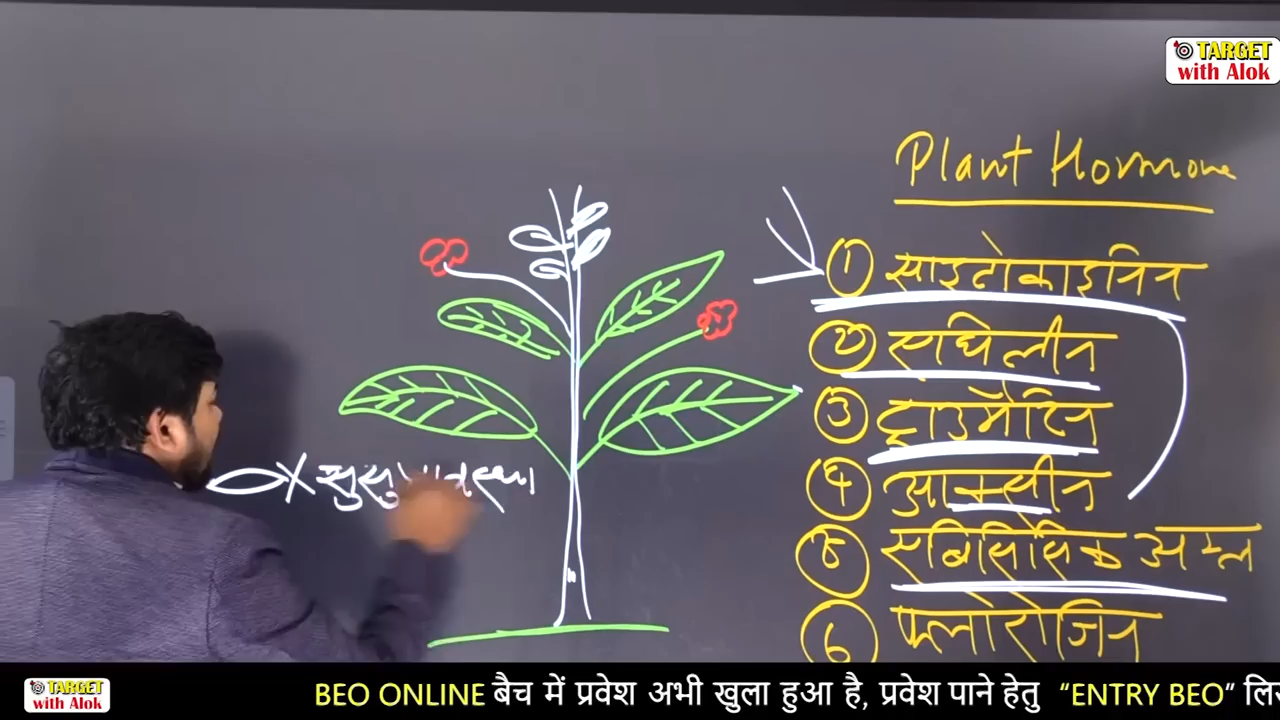 TARGET
with Alok
Plant Hormone
① साइटोकाइनिन
② एथिलीन
③ ट्राउमैटिन
④ आक्सीन
⑤ एबिसिसिक अम्ल
⑥ फ्लोरोजिन
TARGET
with Alok
BEO ONLINE बैच में प्रवेश अभी खुला हुआ है, प्रवेश पाने हेतु “ENTRY BEO”